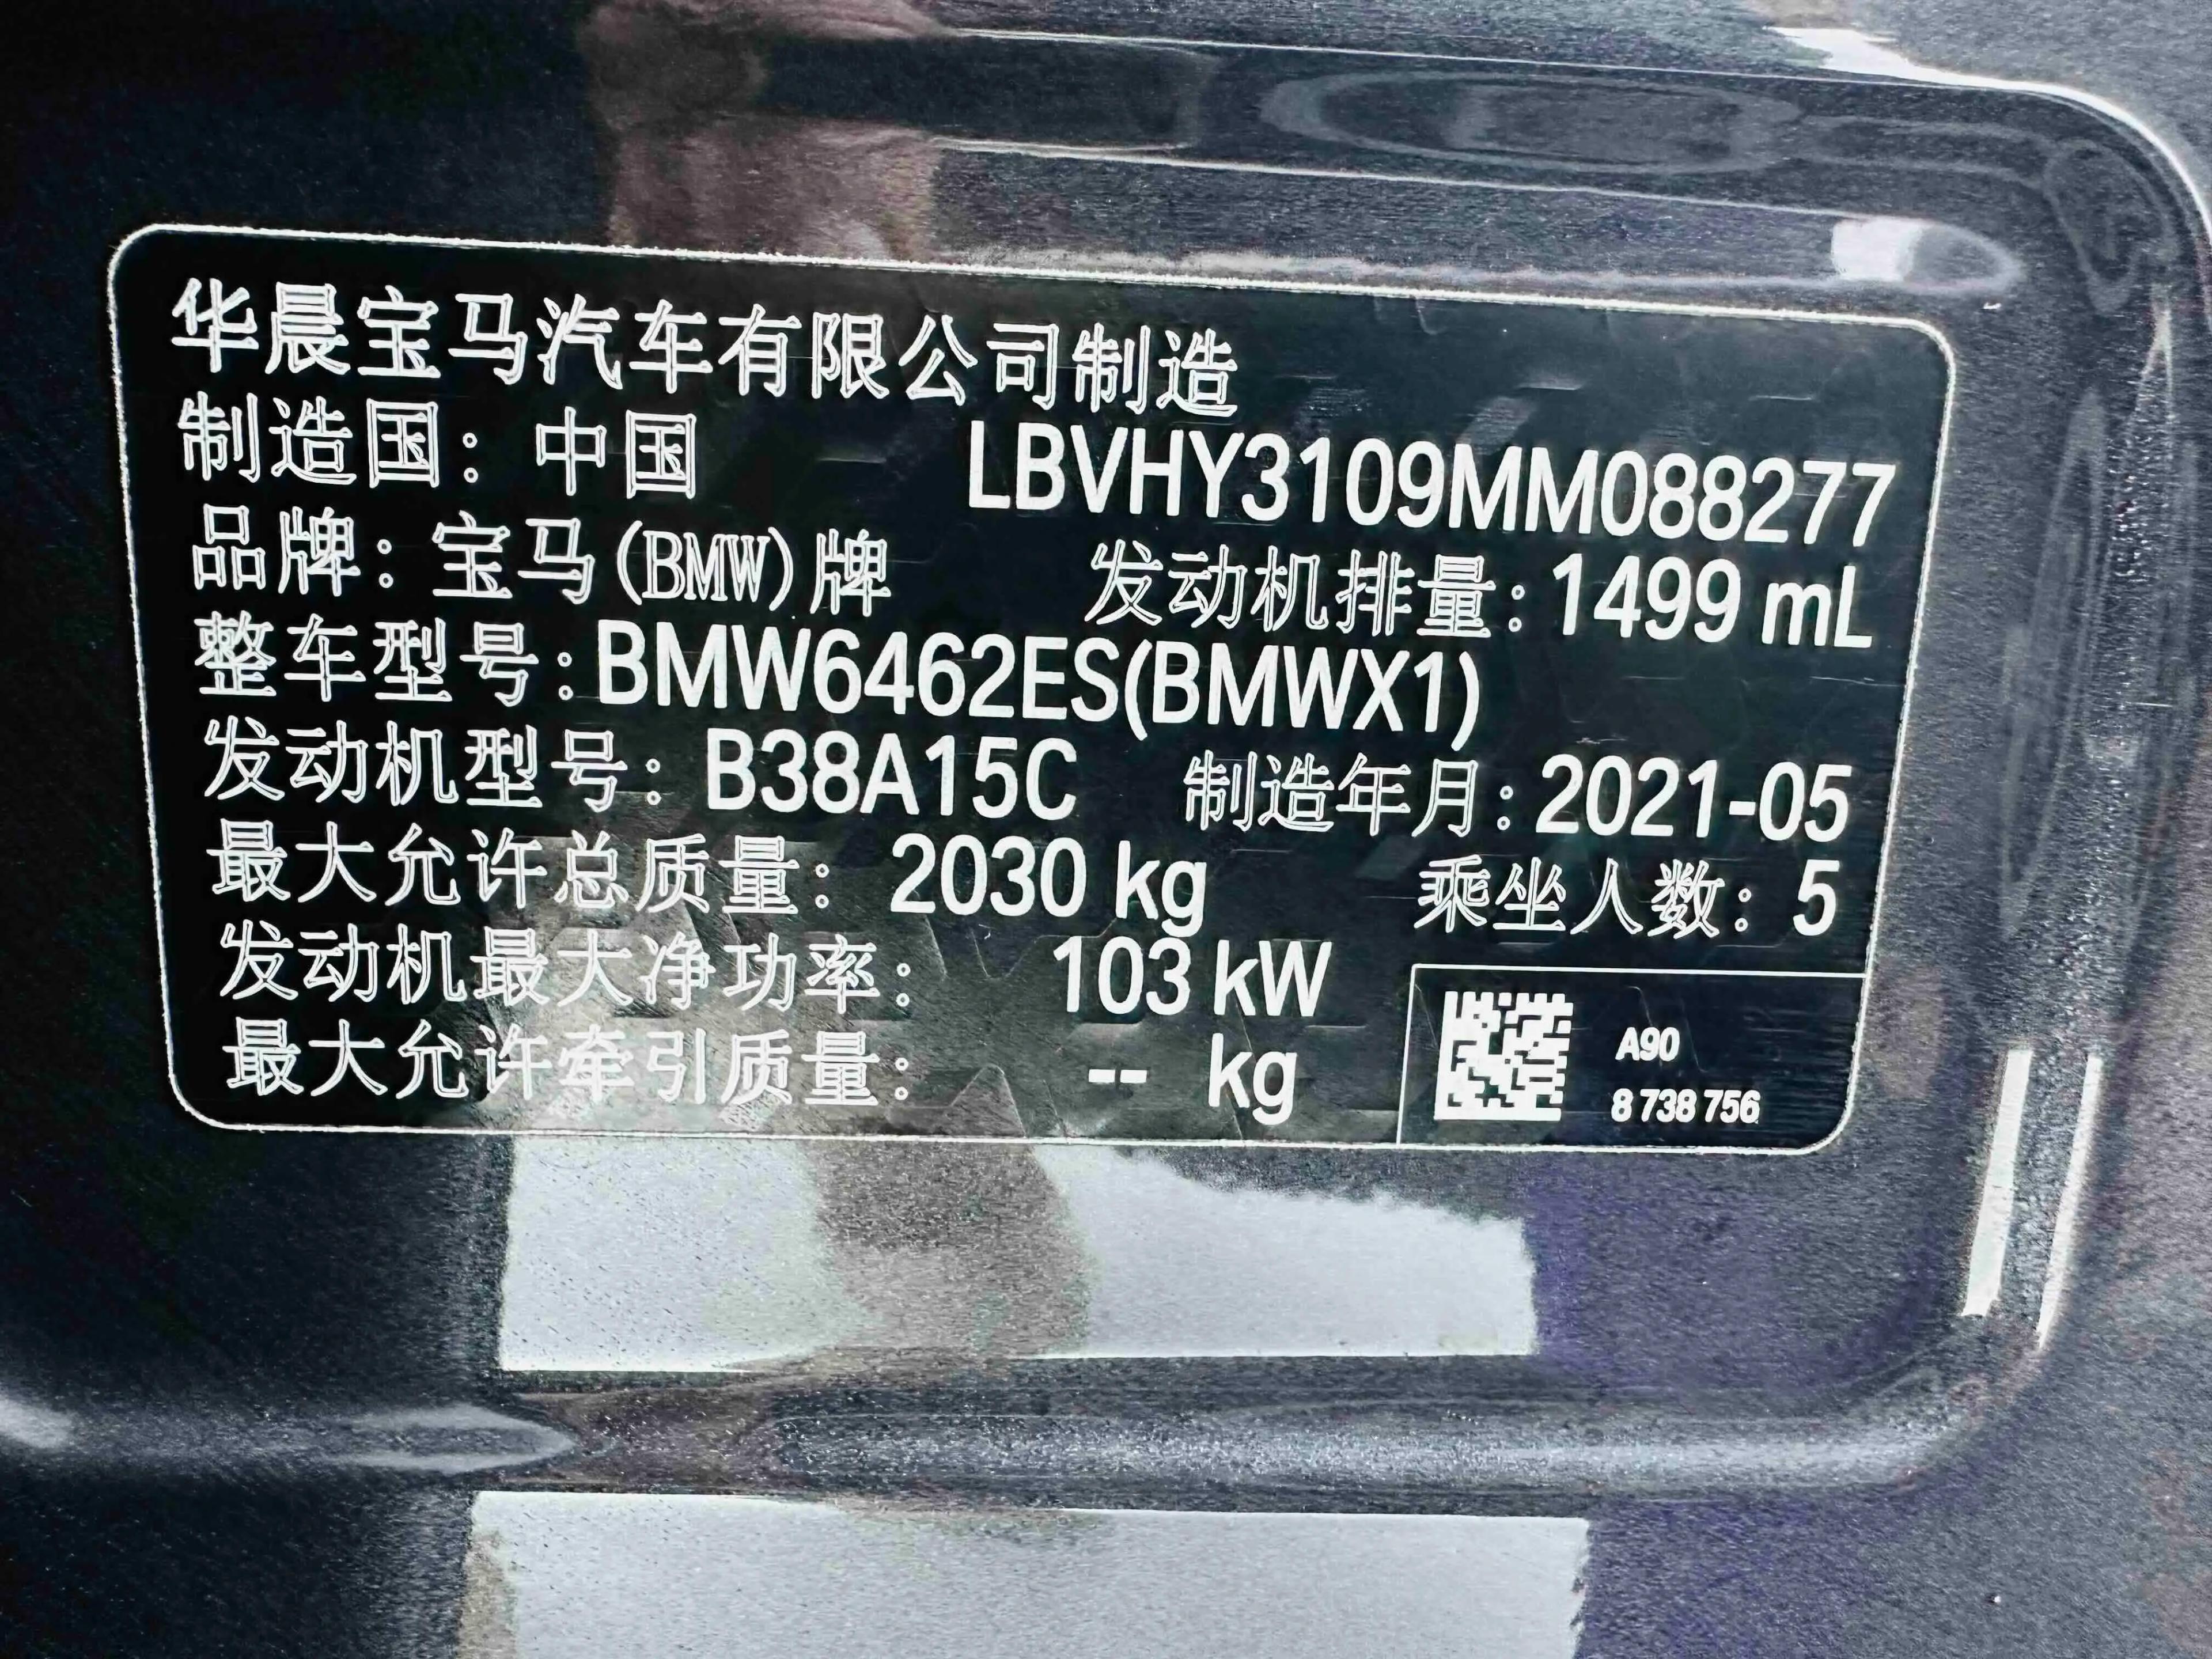 华晨宝马汽车有限公司制造
制造国：中国 LBVHY3109MM088277
品牌：宝马(BMW)牌 发动机排量：1499 mL
整车型号：BMW6462ES(BMWX1)
发动机型号：B38A15C 制造年月：2021-05
最大允许总质量：2030 kg 乘坐人数：5
发动机最大净功率：103 kW
最大允许牵引质量：-- kg
A90
8 738 756